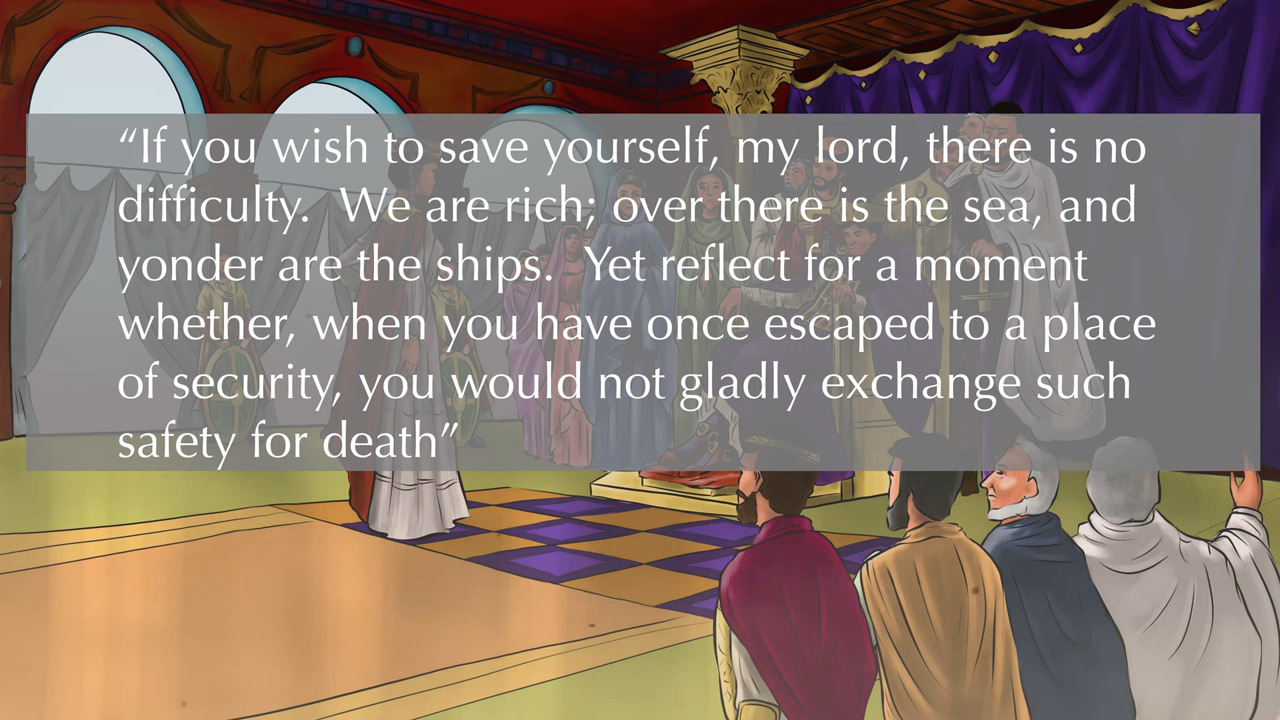 “If you wish to save yourself, my lord, there is no
difficulty.  We are rich; over there is the sea, and
yonder are the ships.  Yet reflect for a moment
whether, when you have once escaped to a place
of security, you would not gladly exchange such
safety for death”